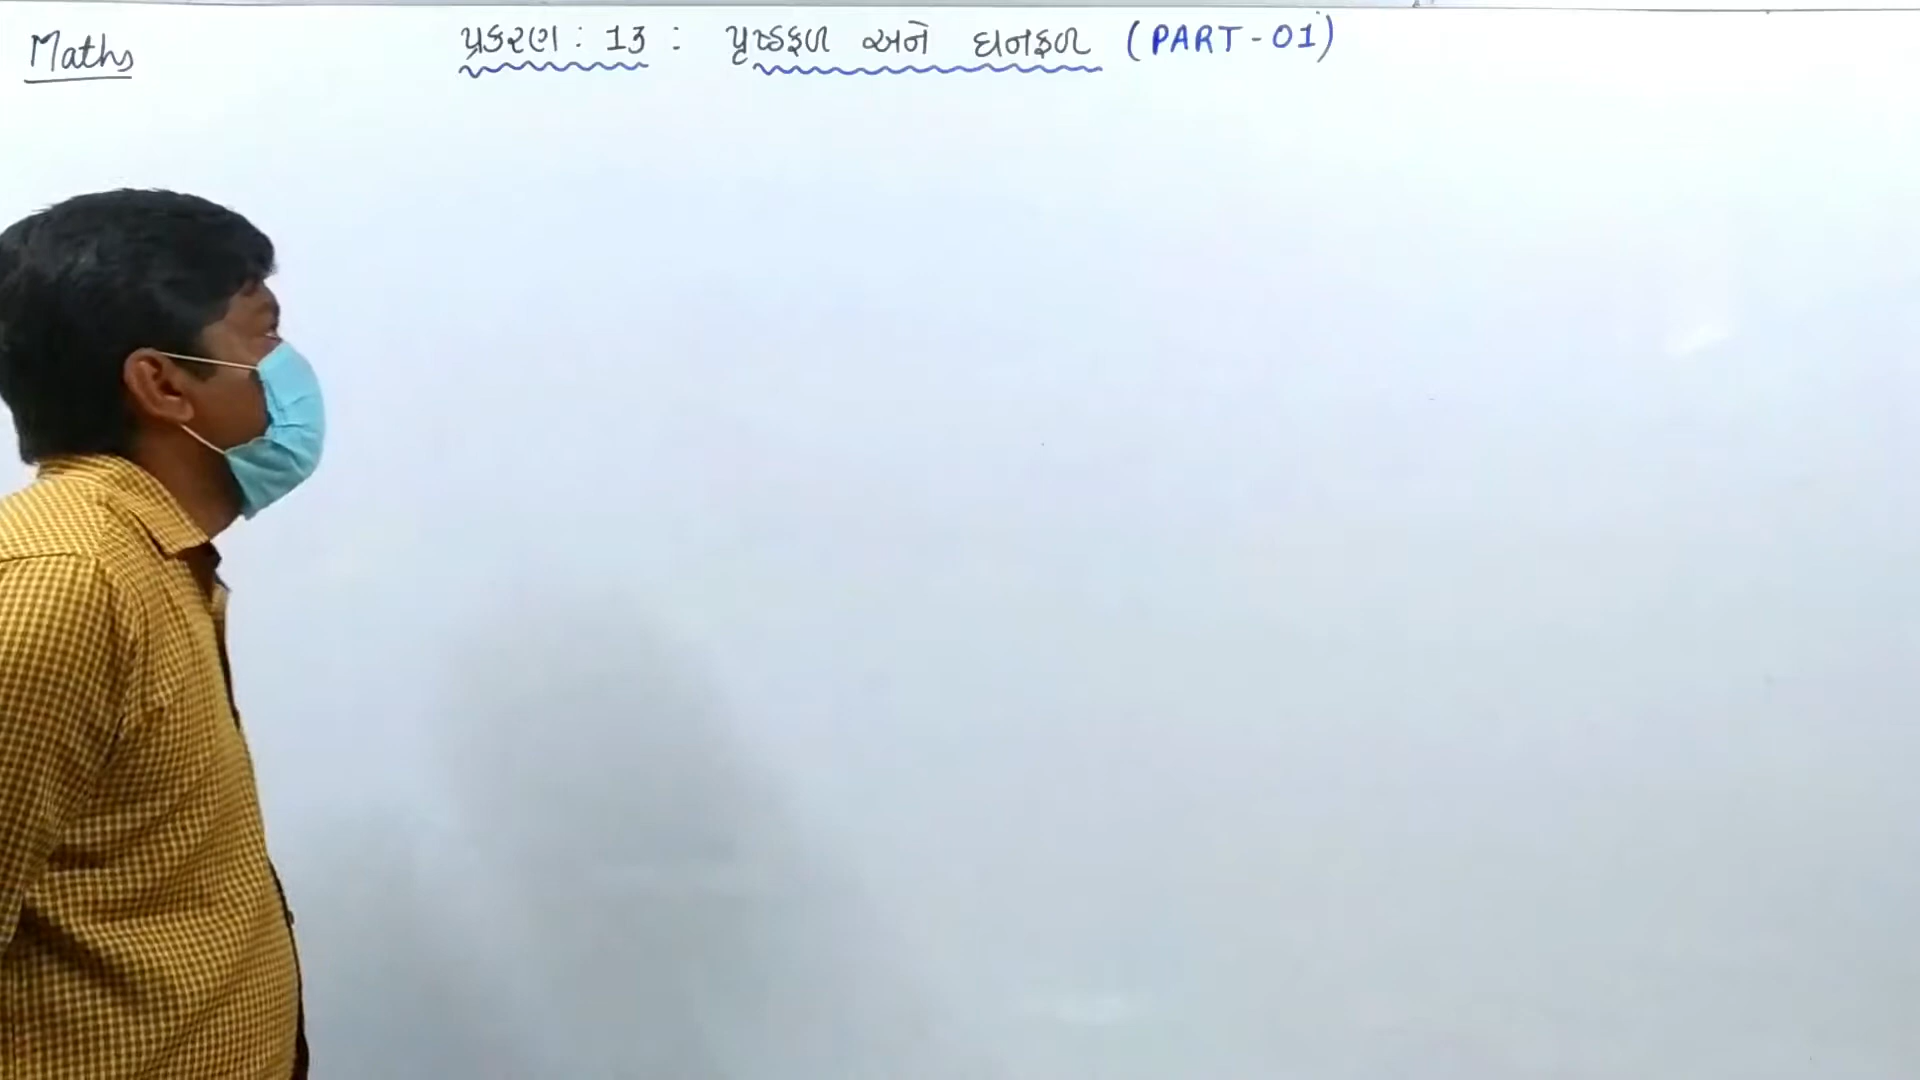 Maths
પ્રકરણ : 13 : પૃષ્ઠફળ અને ઘનફળ (PART-01)